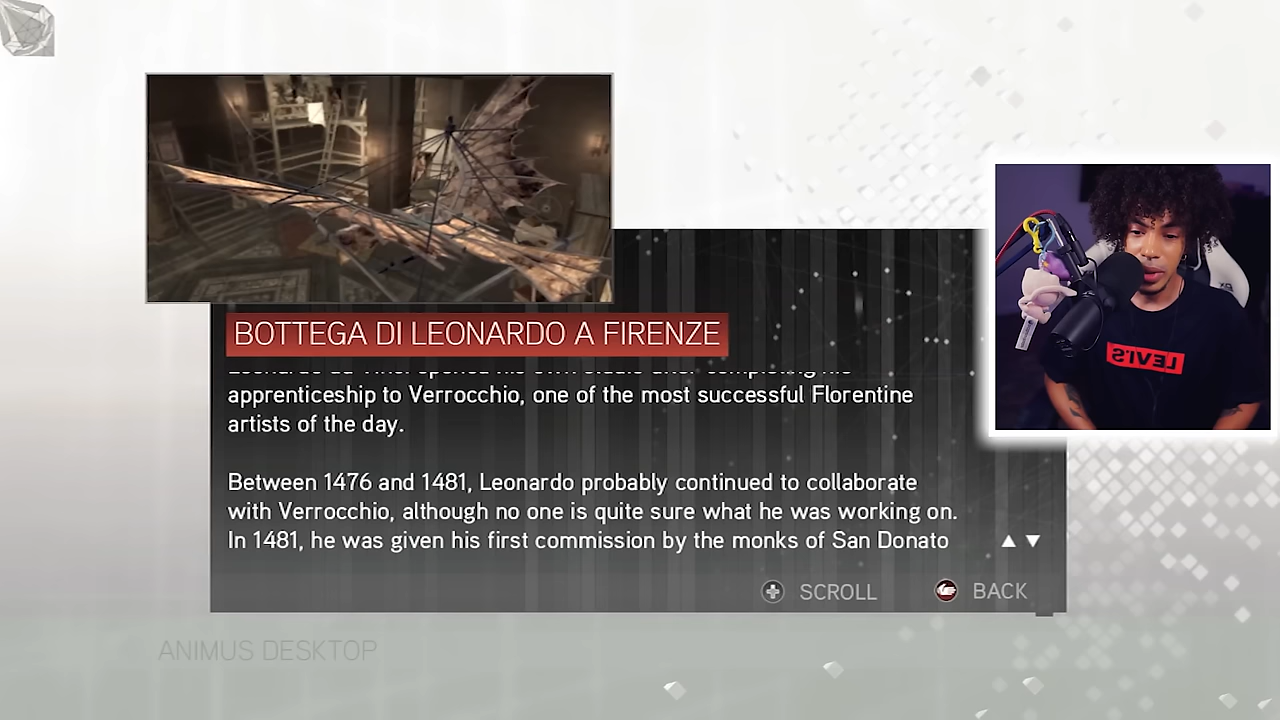 BOTTEGA DI LEONARDO A FIRENZE
apprenticeship to Verrocchio, one of the most successful Florentine
artists of the day.
Between 1476 and 1481, Leonardo probably continued to collaborate
with Verrocchio, although no one is quite sure what he was working on.
In 1481, he was given his first commission by the monks of San Donato
SCROLL
BACK
ANIMUS DESKTOP
LEVI'S